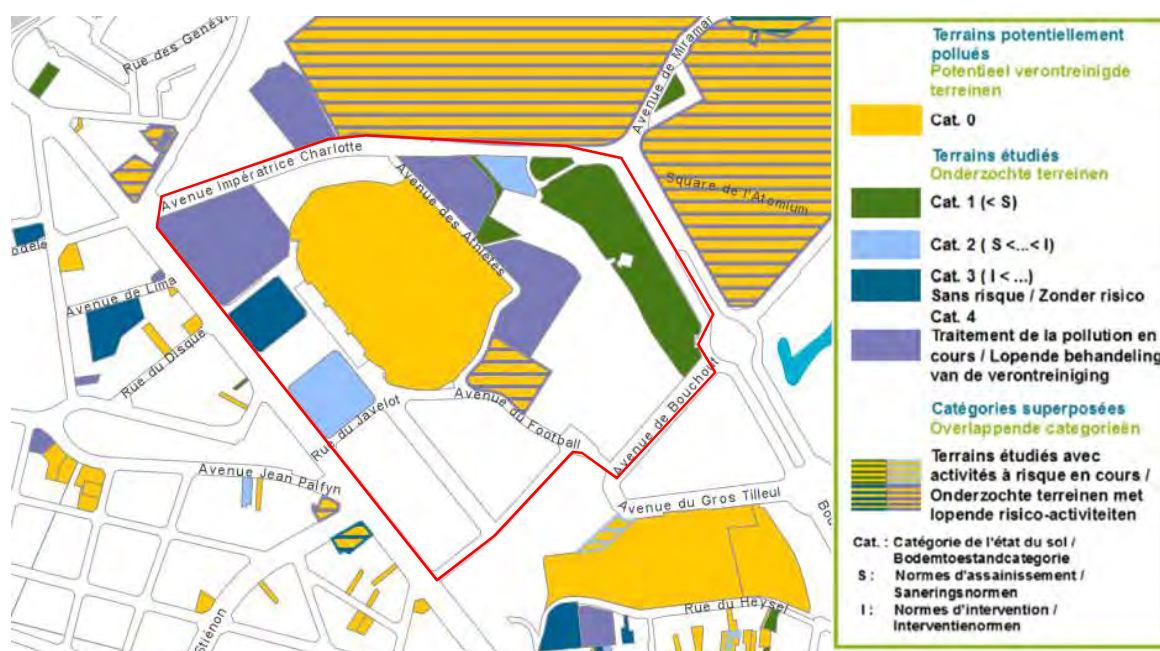 Rue des Genévr
Avenue de Miramar
Avenue Impératrice Charlotte
Avenue des Athlètes
Square de l'Atomium
odèle
Avenue de Lima
Rue du Disque
Rue du Javelot
Avenue du Football
Avenue de Bouchout
Avenue Jean Palfyn
Avenue du Gros Tilleul
Bou
Rue du Heysel
stiénon
Terrains potentiellement
pollués
Potentieel verontreinigde
terreinen
Cat. 0
Terrains étudiés
Onderzochte terreinen
Cat. 1 (< S)
Cat. 2 ( S <...< I)
Cat. 3 ( I < ...)
Sans risque / Zonder risico
Cat. 4
Traitement de la pollution en
cours / Lopende behandeling
van de verontreiniging
Catégories superposées
Overlappende categorieën
Terrains étudiés avec
activités à risque en cours /
Onderzochte terreinen met
lopende risico-activiteiten
Cat. : Catégorie de l'état du sol /
Bodemtoestandcategorie
S : Normes d'assainissement /
Saneringsnormen
I : Normes d'intervention /
Interventienormen